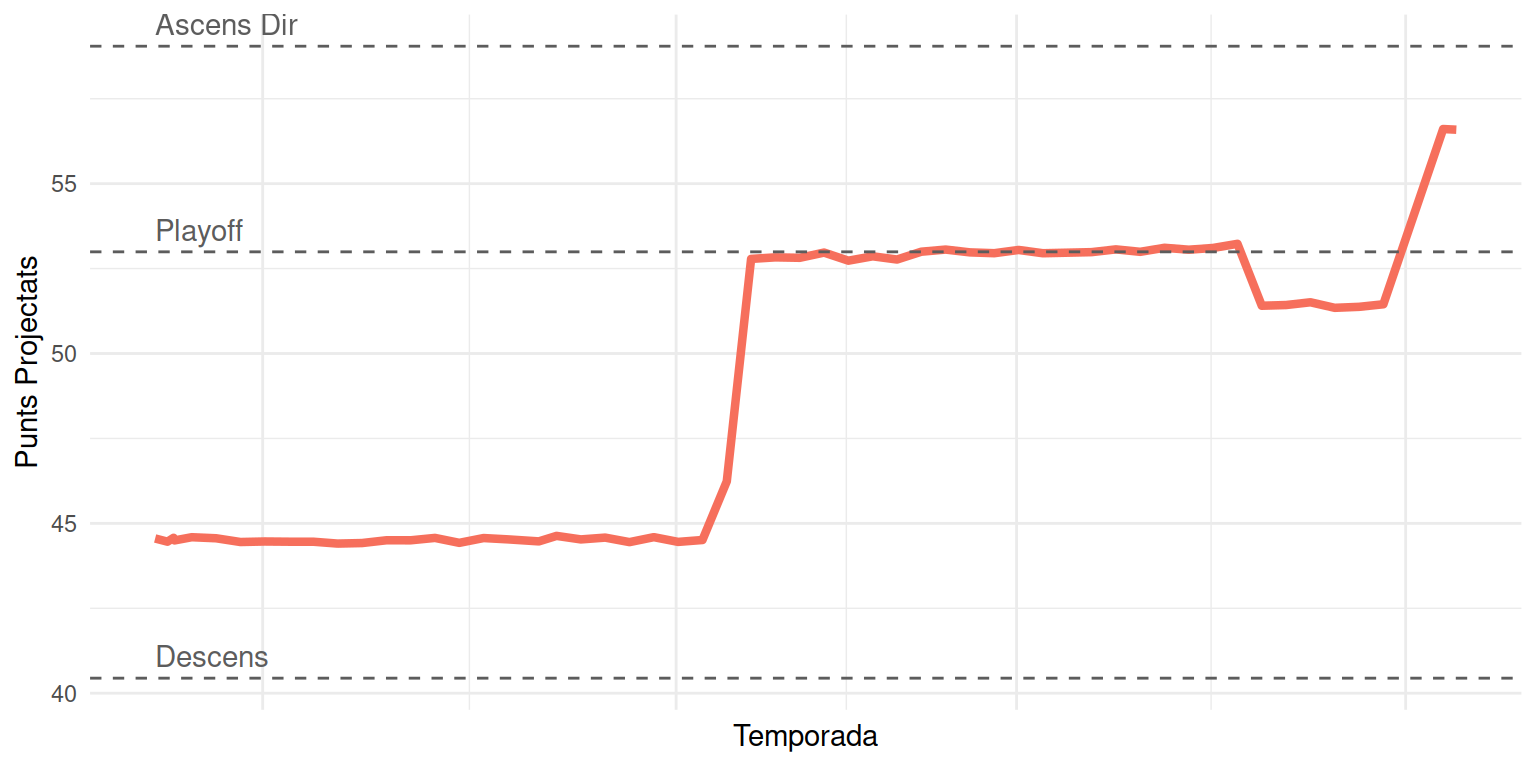 Ascens Dir
55
Playoff
Punts Projectats
50
45
Descens
40
Temporada